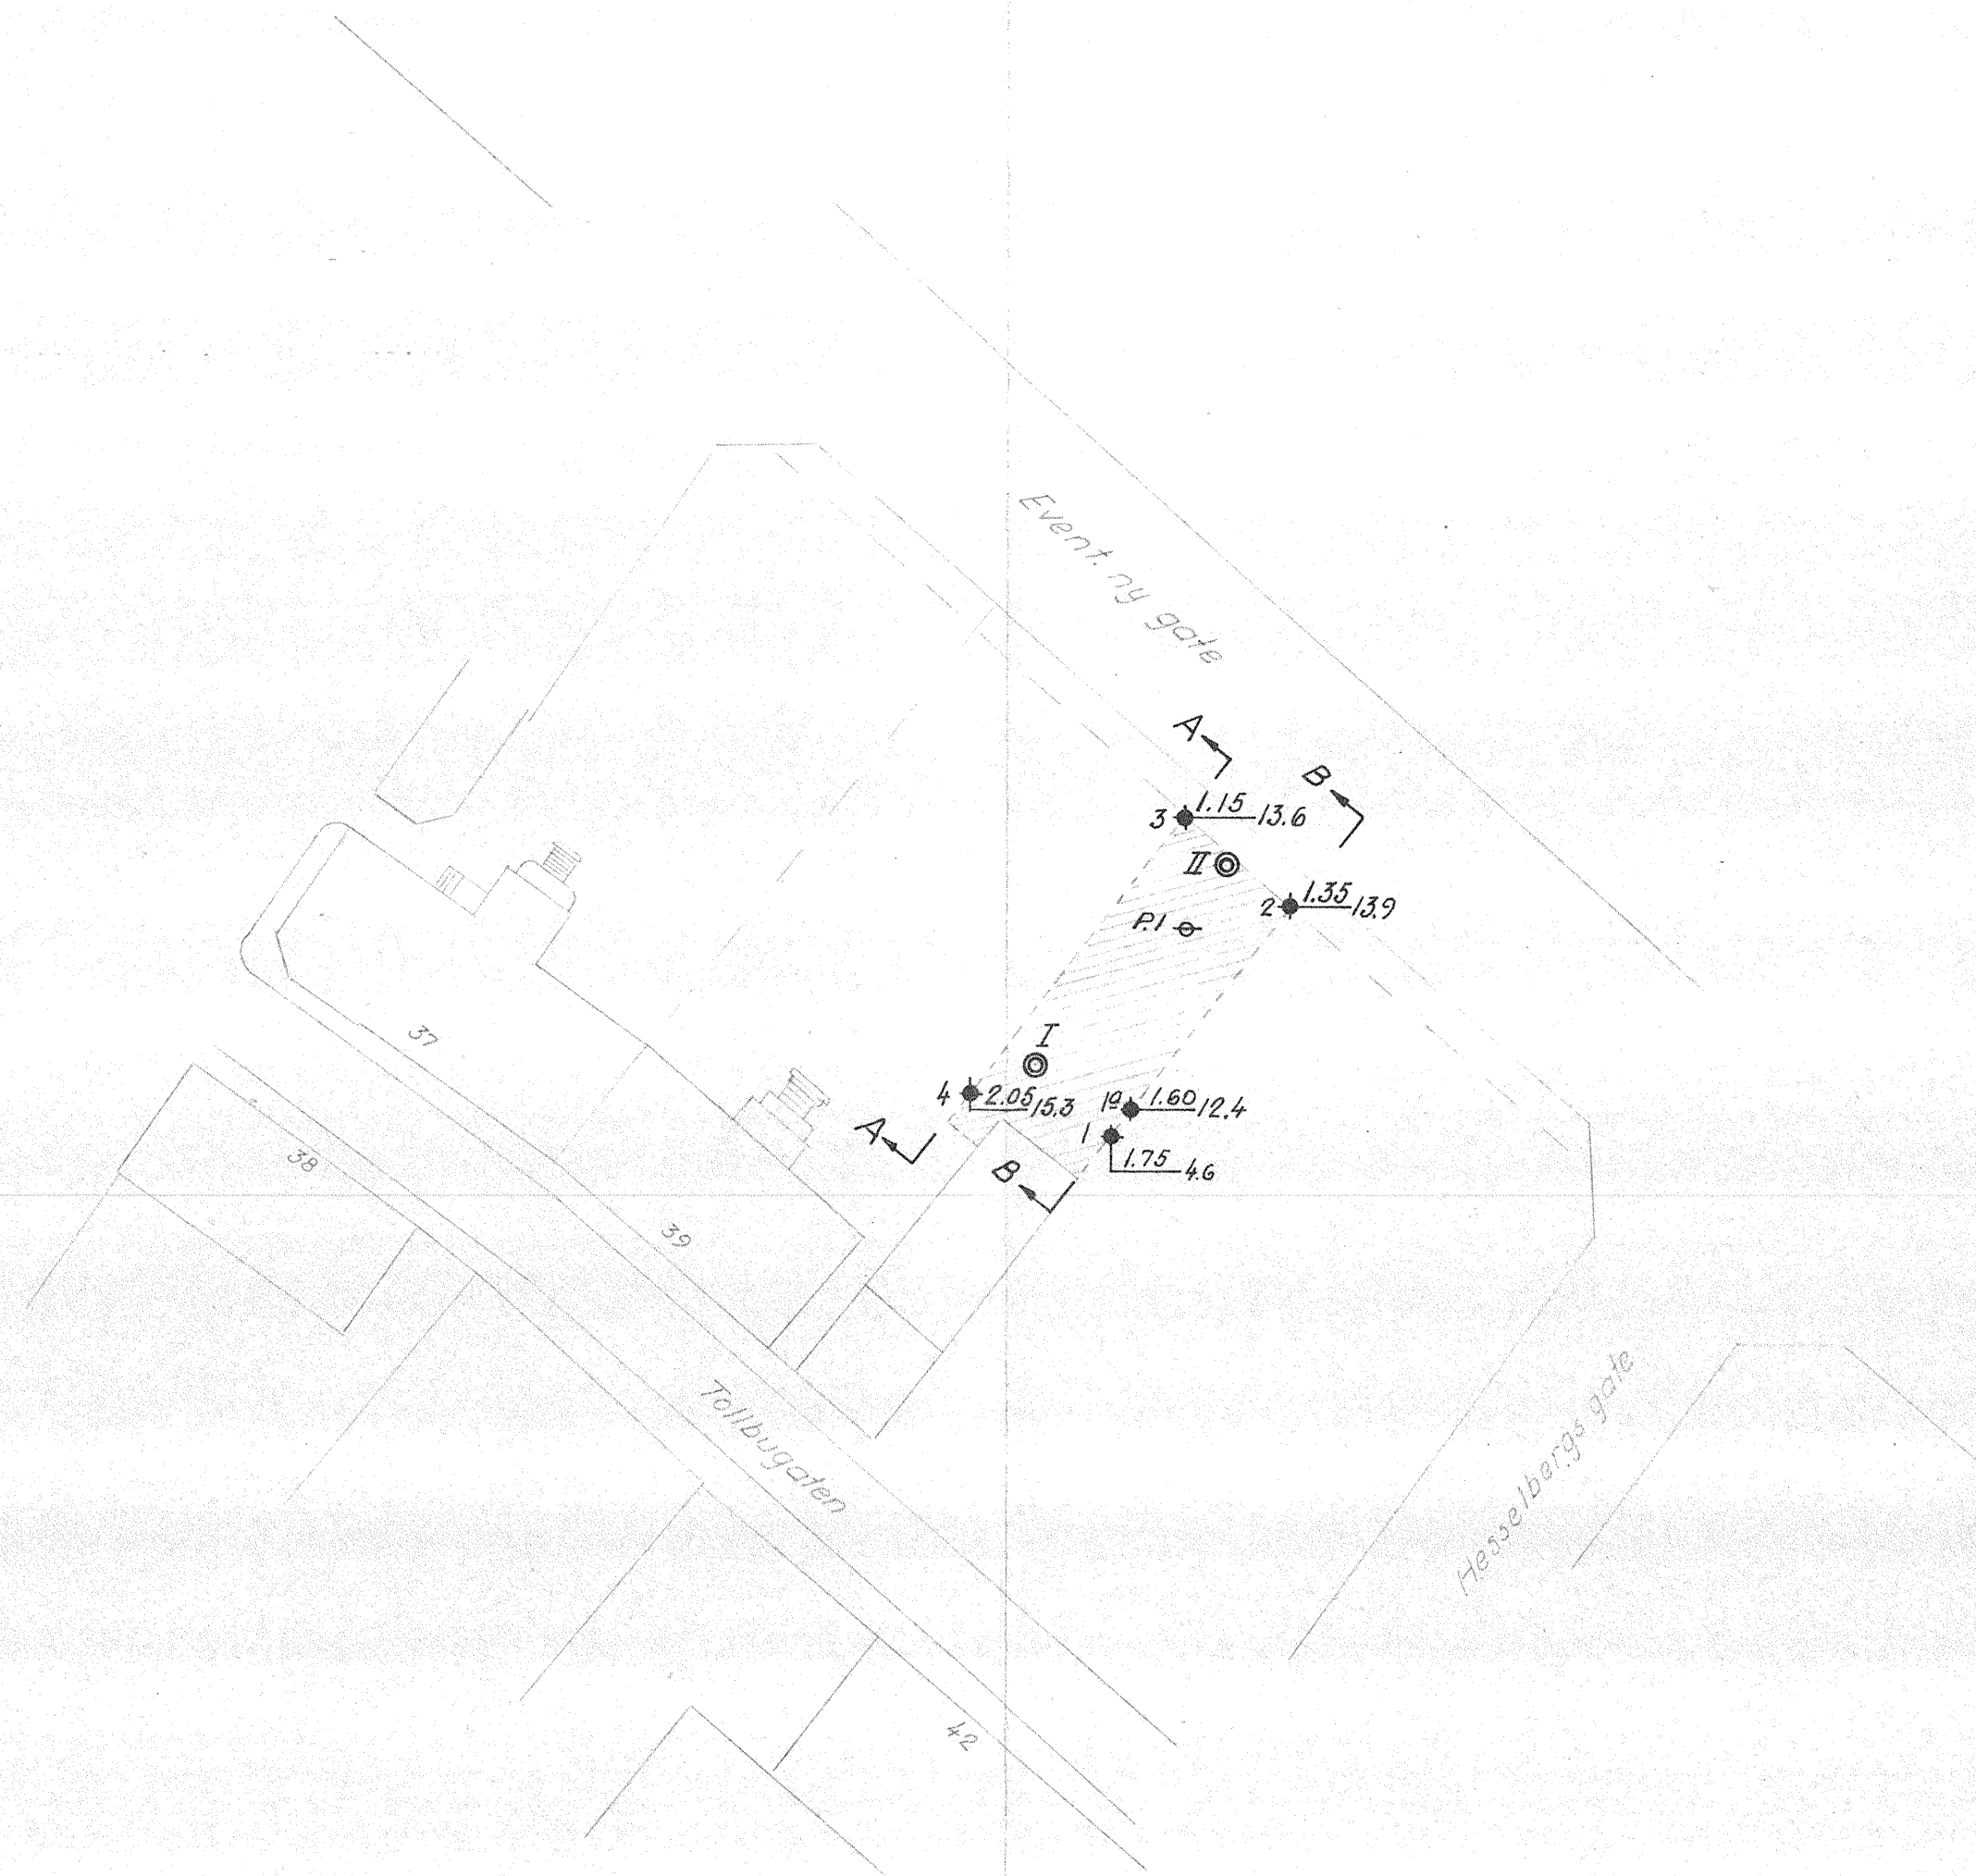 Event. ny gate
A
B
3 1.15 13.6
II
2 1.35 13.9
P.1
I
37
4 2.05 15.3
1a 1.60 12.4
A
1
38
B
1.75 4.6
39
Tollbugaten
Hesselbergs gate
42